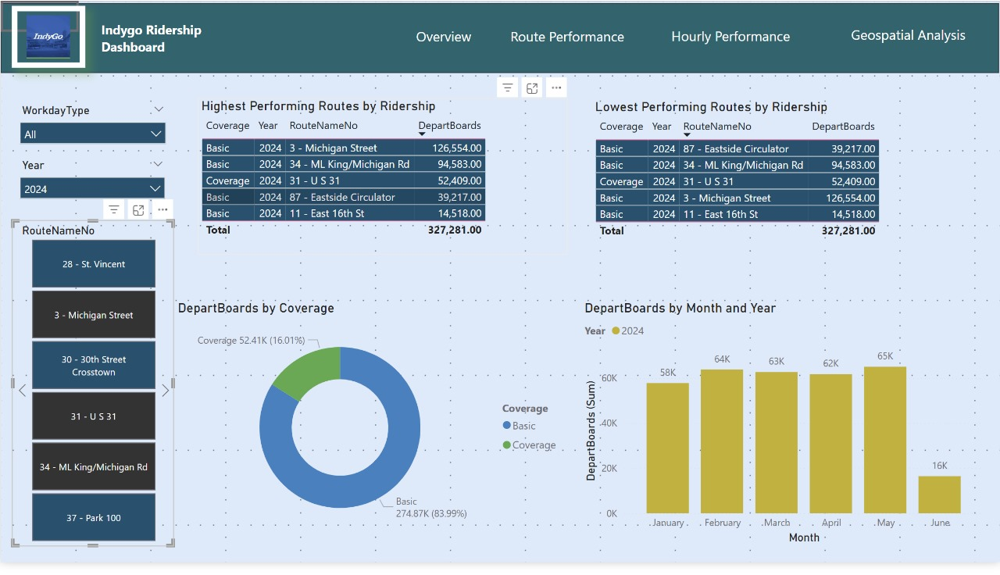 IndyGo
Indygo Ridership
Dashboard
Overview
Route Performance
Hourly Performance
Geospatial Analysis
WorkdayType
All
Year
2024
RouteNameNo
28 - St. Vincent
3 - Michigan Street
30 - 30th Street
Crosstown
31 - U S 31
34 - ML King/Michigan Rd
37 - Park 100
Highest Performing Routes by Ridership
Coverage Year RouteNameNo DepartBoards
Basic 2024 3 - Michigan Street 126,554.00
Basic 2024 34 - ML King/Michigan Rd 94,583.00
Coverage 2024 31 - U S 31 52,409.00
Basic 2024 87 - Eastside Circulator 39,217.00
Basic 2024 11 - East 16th St 14,518.00
Total 327,281.00
Lowest Performing Routes by Ridership
Coverage Year RouteNameNo DepartBoards
Basic 2024 87 - Eastside Circulator 39,217.00
Basic 2024 34 - ML King/Michigan Rd 94,583.00
Coverage 2024 31 - U S 31 52,409.00
Basic 2024 3 - Michigan Street 126,554.00
Basic 2024 11 - East 16th St 14,518.00
Total 327,281.00
DepartBoards by Coverage
Coverage 52.41K (16.01%)
Basic
274.87K (83.99%)
Coverage
Basic
Coverage
DepartBoards by Month and Year
Year 2024
DepartBoards (Sum)
60K
40K
20K
0K
58K
64K
63K
62K
65K
16K
January
February
March
April
May
June
Month